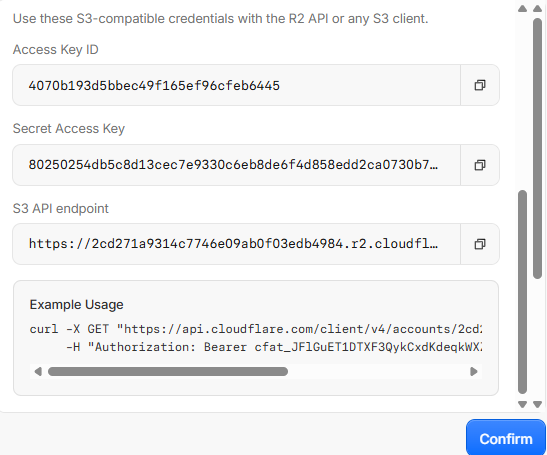 Use these S3-compatible credentials with the R2 API or any S3 client.
Access Key ID
4070b193d5bbec49f165ef96cfeb6445
Secret Access Key
80250254db5c8d13cec7e9330c6eb8de6f4d858edd2ca0730b7…
S3 API endpoint
https://2cd271a9314c7746e09ab0f03edb4984.r2.cloudfl…
Example Usage
curl -X GET "https://api.cloudflare.com/client/v4/accounts/2cd2
-H "Authorization: Bearer cfat_JFlGuET1DTXF3QykCxdKdeqkWX
Confirm